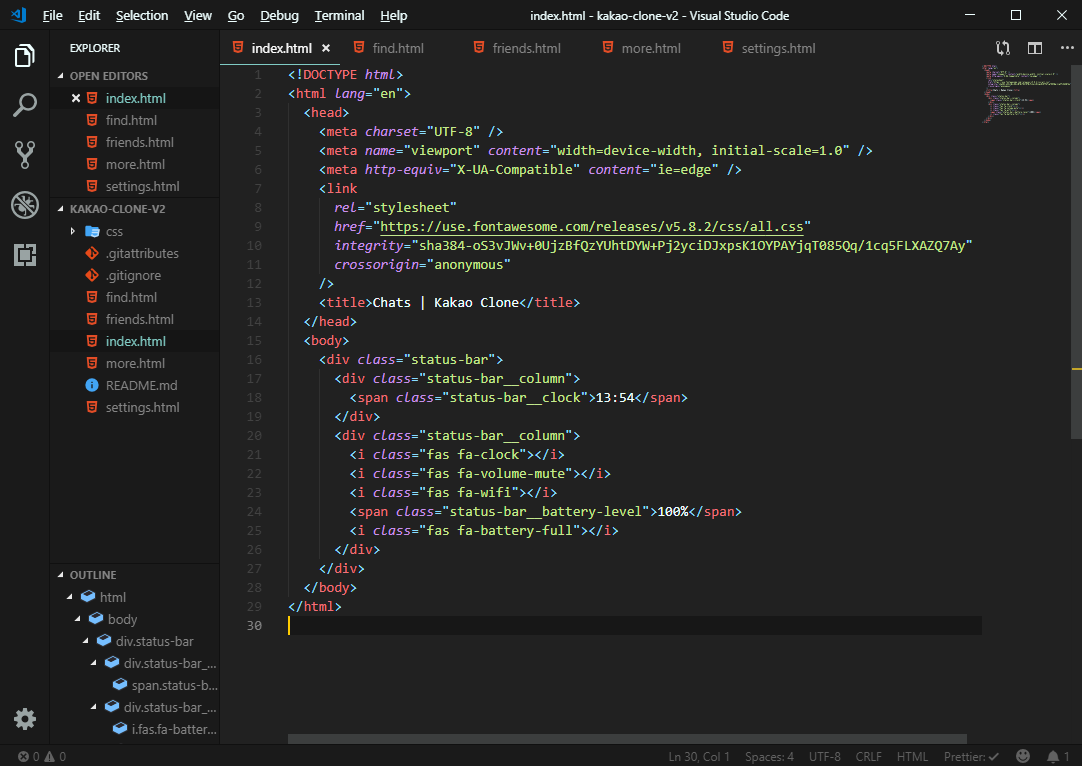 File Edit Selection View Go Debug Terminal Help index.html - kakao-clone-v2 - Visual Studio Code
EXPLORER
OPEN EDITORS
index.html
find.html
friends.html
more.html
settings.html
KAKAO-CLONE-V2
css
.gitattributes
.gitignore
find.html
friends.html
index.html
more.html
README.md
settings.html
OUTLINE
html
body
div.status-bar
div.status-bar_...
span.status-b...
div.status-bar_...
i.fas.fa-batter...
index.html find.html friends.html more.html settings.html
1 <!DOCTYPE html>
2 <html lang="en">
3 <head>
4 <meta charset="UTF-8" />
5 <meta name="viewport" content="width=device-width, initial-scale=1.0" />
6 <meta http-equiv="X-UA-Compatible" content="ie=edge" />
7 <link
8 rel="stylesheet"
9 href="https://use.fontawesome.com/releases/v5.8.2/css/all.css"
10 integrity="sha384-oS3vJWv+0UjzBfQzYUhtDYW+Pj2yciDJxpsK1OYPAYjqT085Qq/1cq5FLXAZQ7Ay"
11 crossorigin="anonymous"
12 />
13 <title>Chats | Kakao Clone</title>
14 </head>
15 <body>
16 <div class="status-bar">
17 <div class="status-bar__column">
18 <span class="status-bar__clock">13:54</span>
19 </div>
20 <div class="status-bar__column">
21 <i class="fas fa-clock"></i>
22 <i class="fas fa-volume-mute"></i>
23 <i class="fas fa-wifi"></i>
24 <span class="status-bar__battery-level">100%</span>
25 <i class="fas fa-battery-full"></i>
26 </div>
27 </div>
28 </body>
29 </html>
30
0 0 Ln 30, Col 1 Spaces: 4 UTF-8 CRLF HTML Prettier: ✓ 1